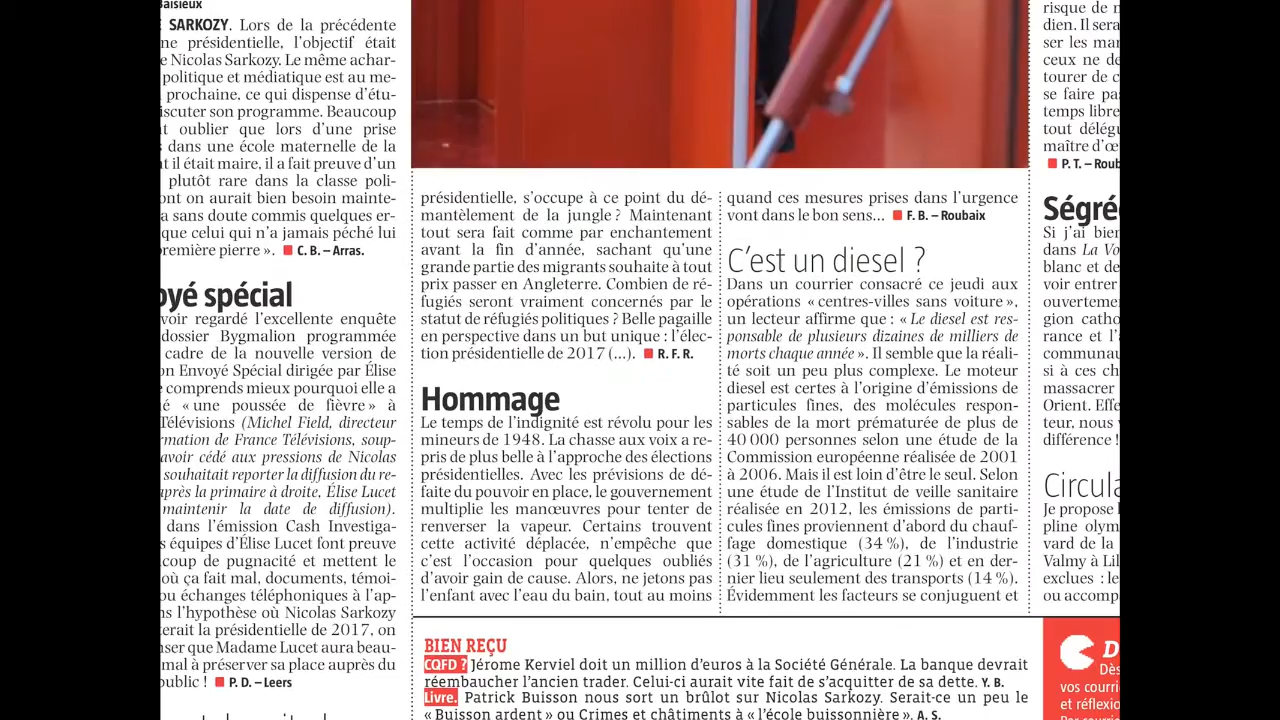 Baisieux
SARKOZY. Lors de la précédente
présidentielle, l’objectif était
Nicolas Sarkozy. Le même achar-
politique et médiatique est au me-
prochaine, ce qui dispense d’étu-
discuter son programme. Beaucoup
oublier que lors d’une prise
dans une école maternelle de la
il était maire, il a fait preuve d’un
plutôt rare dans la classe poli-
ont on aurait bien besoin mainte-
a sans doute commis quelques er-
que celui qui n’a jamais péché lui
première pierre ». C. B. – Arras.
oyé spécial
voir regardé l’excellente enquête
dossier Bygmalion programmée
cadre de la nouvelle version de
on Envoyé Spécial dirigée par Élise
comprends mieux pourquoi elle a
é « une poussée de fièvre » à
Télévisions (Michel Field, directeur
rmation de France Télévisions, soup-
avoir cédé aux pressions de Nicolas
souhaitait reporter la diffusion du re-
après la primaire à droite, Élise Lucet
maintenir la date de diffusion).
dans l’émission Cash Investiga-
s équipes d’Élise Lucet font preuve
ucoup de pugnacité et mettent le
où ça fait mal, documents, témoi-
ou échanges téléphoniques à l’ap-
ns l’hypothèse où Nicolas Sarkozy
terait la présidentielle de 2017, on
nser que Madame Lucet aura beau-
mal à préserver sa place auprès du
public ! P. D. – Leers
présidentielle, s’occupe à ce point du dé-
mantèlement de la jungle ? Maintenant
tout sera fait comme par enchantement
avant la fin d’année, sachant qu’une
grande partie des migrants souhaite à tout
prix passer en Angleterre. Combien de ré-
fugiés seront vraiment concernés par le
statut de réfugiés politiques ? Belle pagaille
en perspective dans un but unique : l’élec-
tion présidentielle de 2017 (...). R. F. R.
Hommage
Le temps de l’indignité est révolu pour les
mineurs de 1948. La chasse aux voix a re-
pris de plus belle à l’approche des élections
présidentielles. Avec les prévisions de dé-
faite du pouvoir en place, le gouvernement
multiplie les manœuvres pour tenter de
renverser la vapeur. Certains trouvent
cette activité déplacée, n’empêche que
c’est l’occasion pour quelques oubliés
d’avoir gain de cause. Alors, ne jetons pas
l’enfant avec l’eau du bain, tout au moins
quand ces mesures prises dans l’urgence
vont dans le bon sens... F. B. – Roubaix
C’est un diesel ?
Dans un courrier consacré ce jeudi aux
opérations « centres-villes sans voiture »,
un lecteur affirme que : « Le diesel est res-
ponsable de plusieurs dizaines de milliers de
morts chaque année ». Il semble que la réali-
té soit un peu plus complexe. Le moteur
diesel est certes à l’origine d’émissions de
particules fines, des molécules respon-
sables de la mort prématurée de plus de
40 000 personnes selon une étude de la
Commission européenne réalisée de 2001
à 2006. Mais il est loin d’être le seul. Selon
une étude de l’Institut de veille sanitaire
réalisée en 2012, les émissions de parti-
cules fines proviennent d’abord du chauf-
fage domestique (34 %), de l’industrie
(31 %), de l’agriculture (21 %) et en der-
nier lieu seulement des transports (14 %).
Évidemment les facteurs se conjuguent et
BIEN REÇU
CQFD ? Jérome Kerviel doit un million d’euros à la Société Générale. La banque devrait
réembaucher l’ancien trader. Celui-ci aurait vite fait de s’acquitter de sa dette. Y. B.
Livre. Patrick Buisson nous sort un brûlot sur Nicolas Sarkozy. Serait-ce un peu le
« Buisson ardent » ou Crimes et châtiments à « l’école buissonnière ». A. S.
risque de
dien. Il sera
ser les mar
ceux ne de
tourer de c
se faire pas
temps libre
tout délégu
maître d’œ
P. T. – Roub
Ségré
Si j’ai bien
dans La Vo
blanc et de
voir entrer
ouvertemen
gion catho
rance et l’a
communau
si à ces ch
massacrer
Orient. Effe
teur, nous
différence !
Circula
Je propose
pline olym
vard de la
Valmy à Lil
exclues : le
ou accomp
D
Dès
vos courri
et réflexio